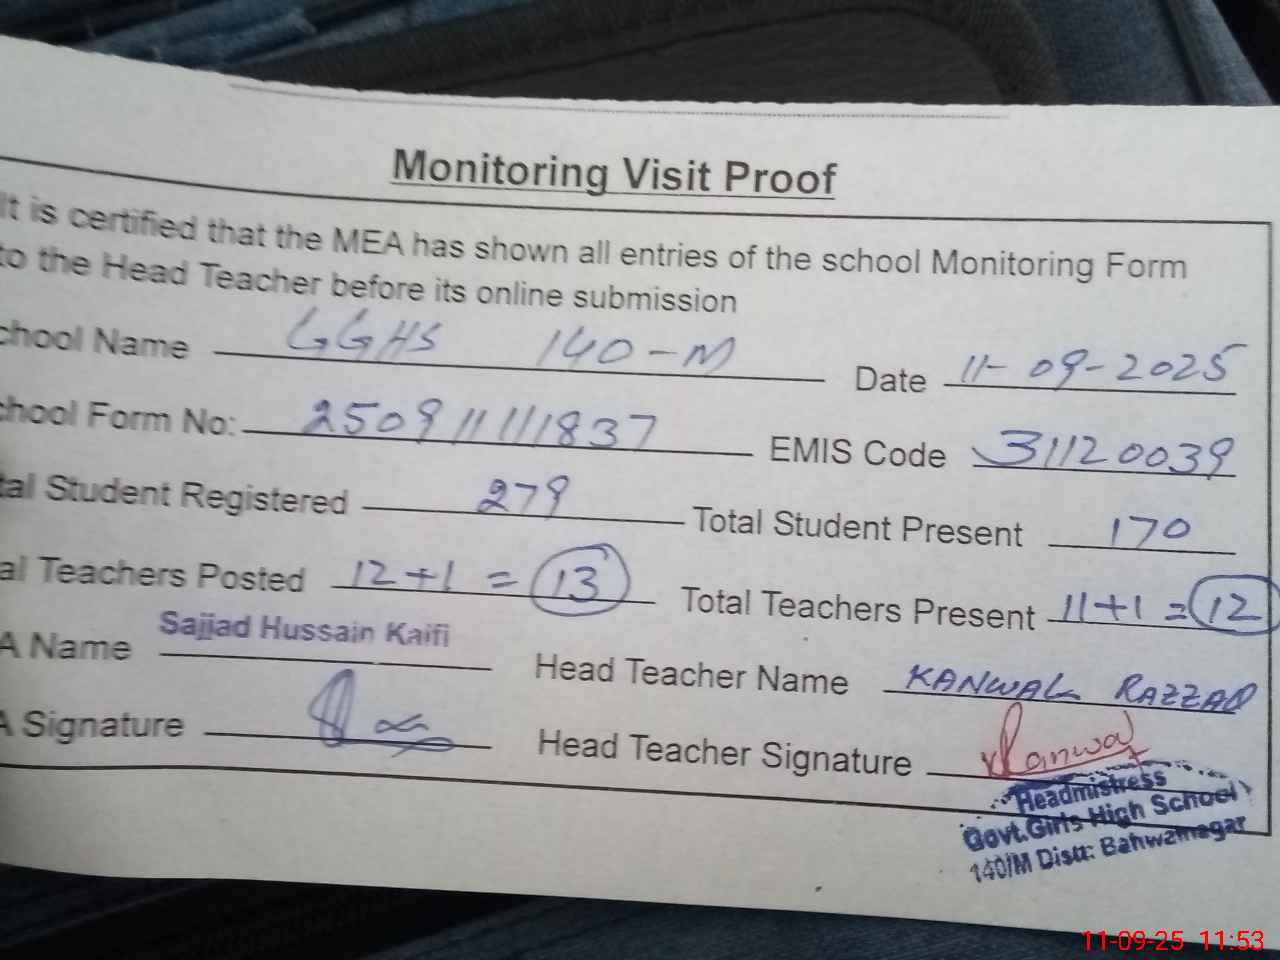 Monitoring Visit Proof
It is certified that the MEA has shown all entries of the school Monitoring Form
to the Head Teacher before its online submission
chool Name GGHS 140-M Date 11-09-2025
chool Form No: 250911111837 EMIS Code 31120039
tal Student Registered 279 Total Student Present 170
al Teachers Posted 12+1 = 13 Total Teachers Present 11+1 = 12
A Name Sajjad Hussain Kaifi Head Teacher Name KANWAL RAZZAQ
A Signature Head Teacher Signature Kanwal
Headmistress
Govt.Girls High School
140/M Distt: Bahwalnagar
11-09-25 11:53